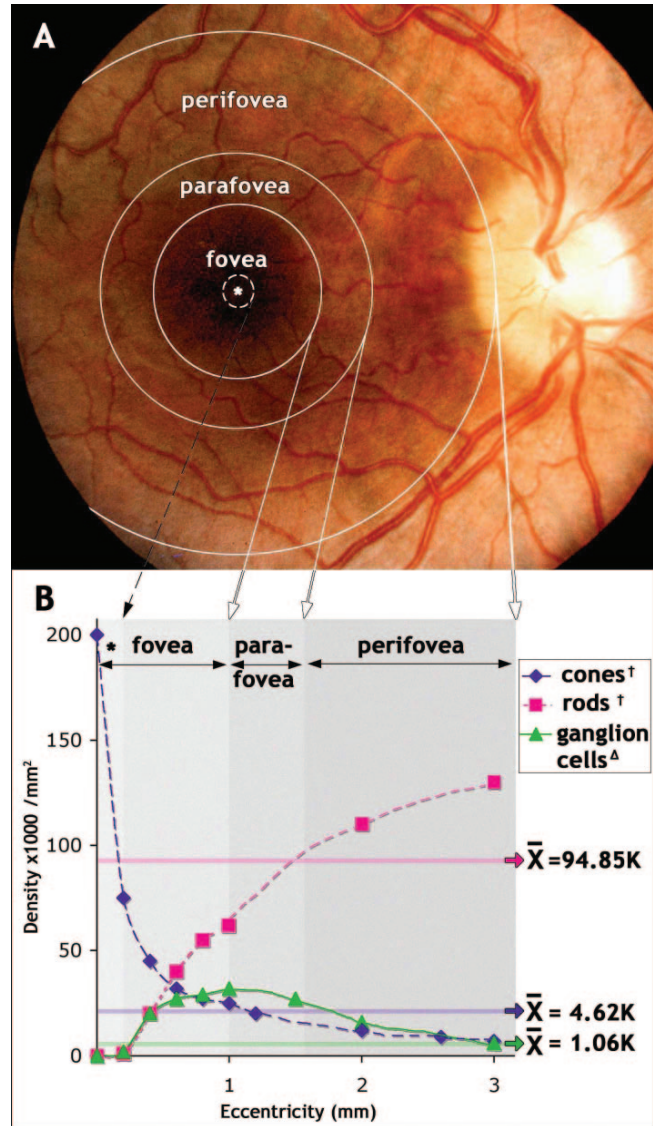 A
perifovea
parafovea
fovea
*
B
200
150
100
50
0
Density x1000 /mm²
* fovea
para-
fovea
perifovea
cones†
rods †
ganglion
cellsΔ
X̄ =94.85K
X̄ = 4.62K
X̄ = 1.06K
1
2
3
Eccentricity (mm)